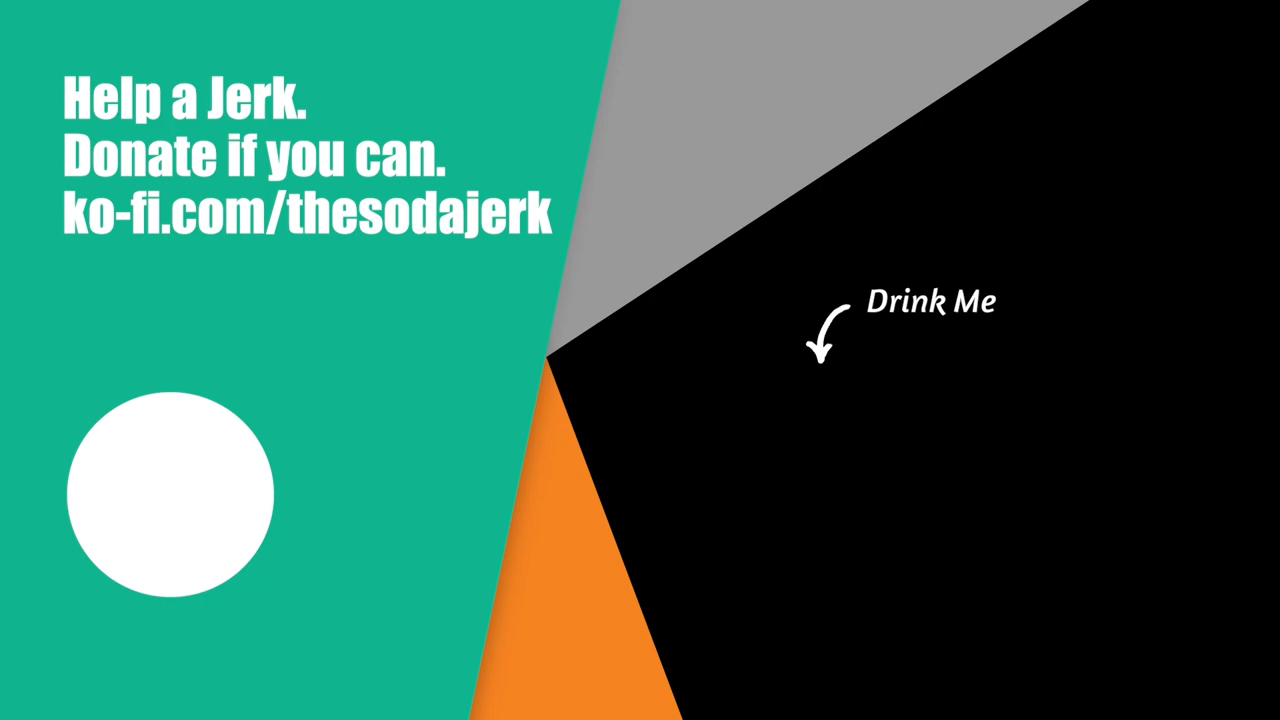 Help a Jerk.
Donate if you can.
ko-fi.com/thesodajerk
Drink Me